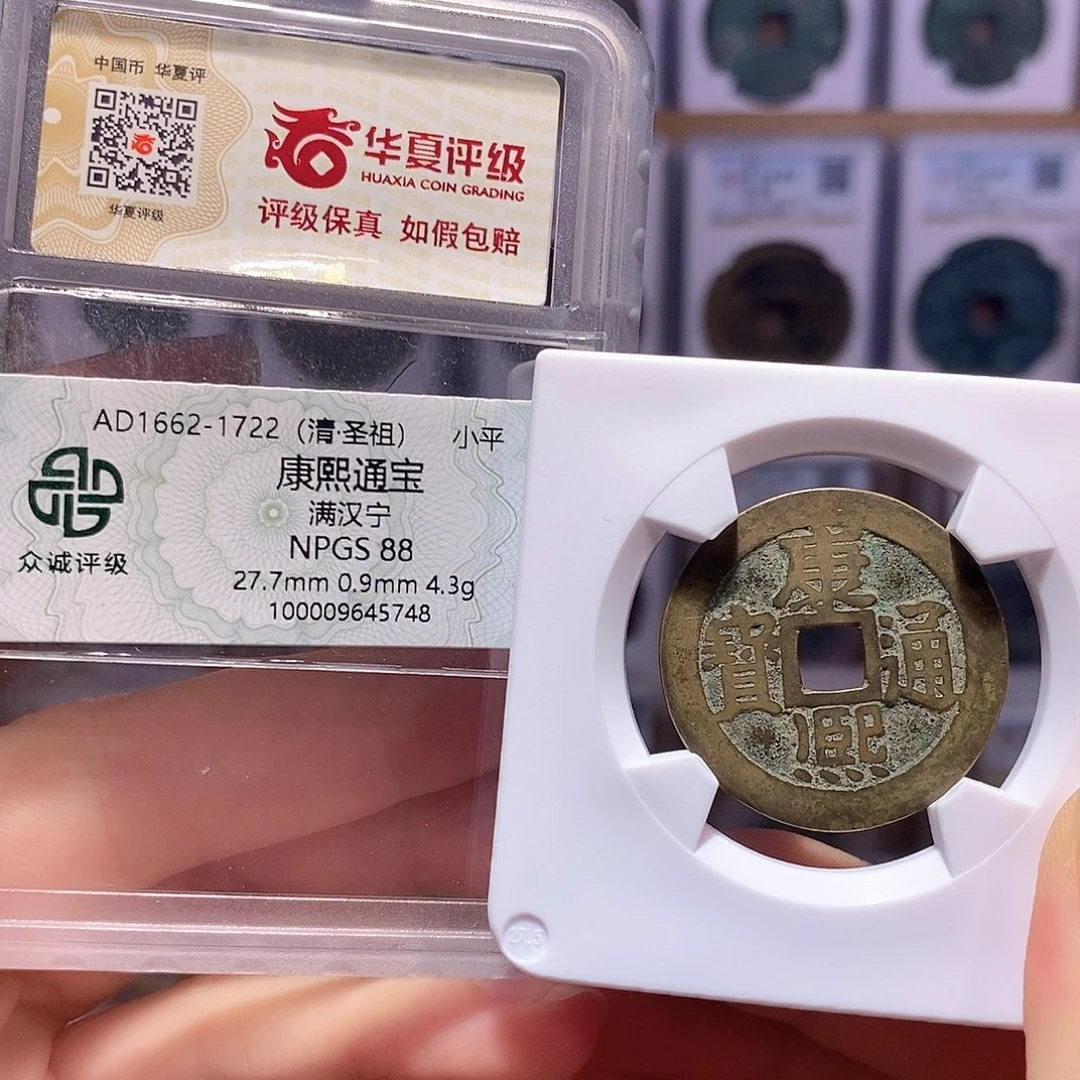 中国币 华夏评
华夏评级
华夏评级
HUAXIA COIN GRADING
评级保真 如假包赔
AD1662-1722（清·圣祖） 小平
康熙通宝
满汉宁
NPGS 88
27.7mm 0.9mm 4.3g
100009645748
众诚评级
康熙通寶
27.5